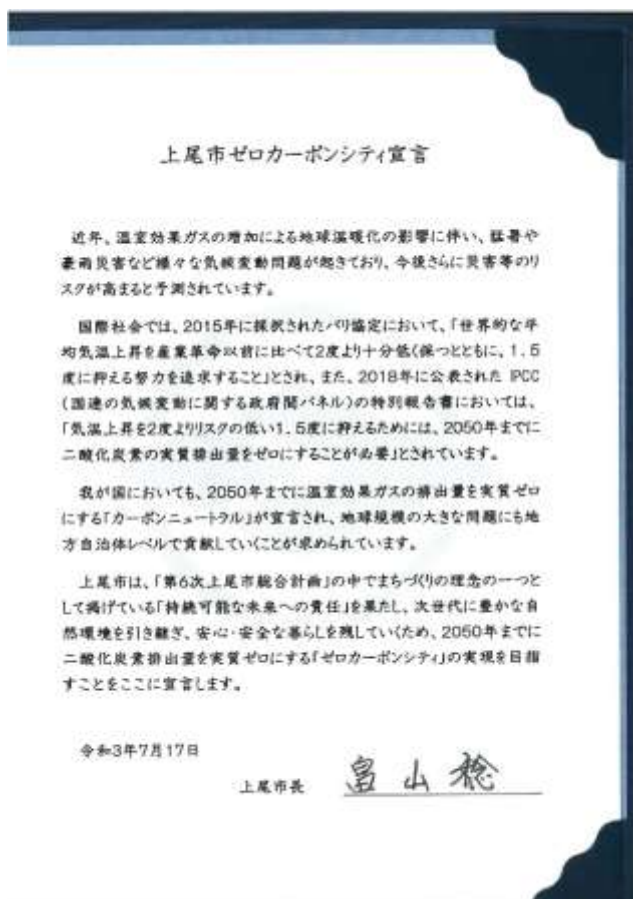 上尾市ゼロカーボンシティ宣言
近年、温室効果ガスの増加による地球温暖化の影響に伴い、猛暑や
豪雨災害など様々な気候変動問題が起きており、今後さらに災害等のリ
スクが高まると予測されています。
国際社会では、2015年に採択されたパリ協定において、「世界的な平
均気温上昇を産業革命以前に比べて2度より十分低く保つとともに、1.5
度に抑える努力を追求すること」とされ、また、2018年に公表された IPCC
(国連の気候変動に関する政府間パネル)の特別報告書においては、
「気温上昇を2度よりリスクの低い1.5度に抑えるためには、2050年までに
二酸化炭素の実質排出量をゼロにすることが必要」とされています。
我が国においても、2050年までに温室効果ガスの排出量を実質ゼロ
にする「カーボンニュートラル」が宣言され、地球規模の大きな問題にも地
方自治体レベルで貢献していくことが求められています。
上尾市は、「第6次上尾市総合計画」の中でまちづくりの理念の一つと
して掲げている「持続可能な未来への責任」を果たし、次世代に豊かな自
然環境を引き継ぎ、安心・安全な暮らしを残していくため、2050年までに
二酸化炭素排出量を実質ゼロにする「ゼロカーボンシティ」の実現を目指
すことをここに宣言します。
令和3年7月17日
上尾市長 畠山稔